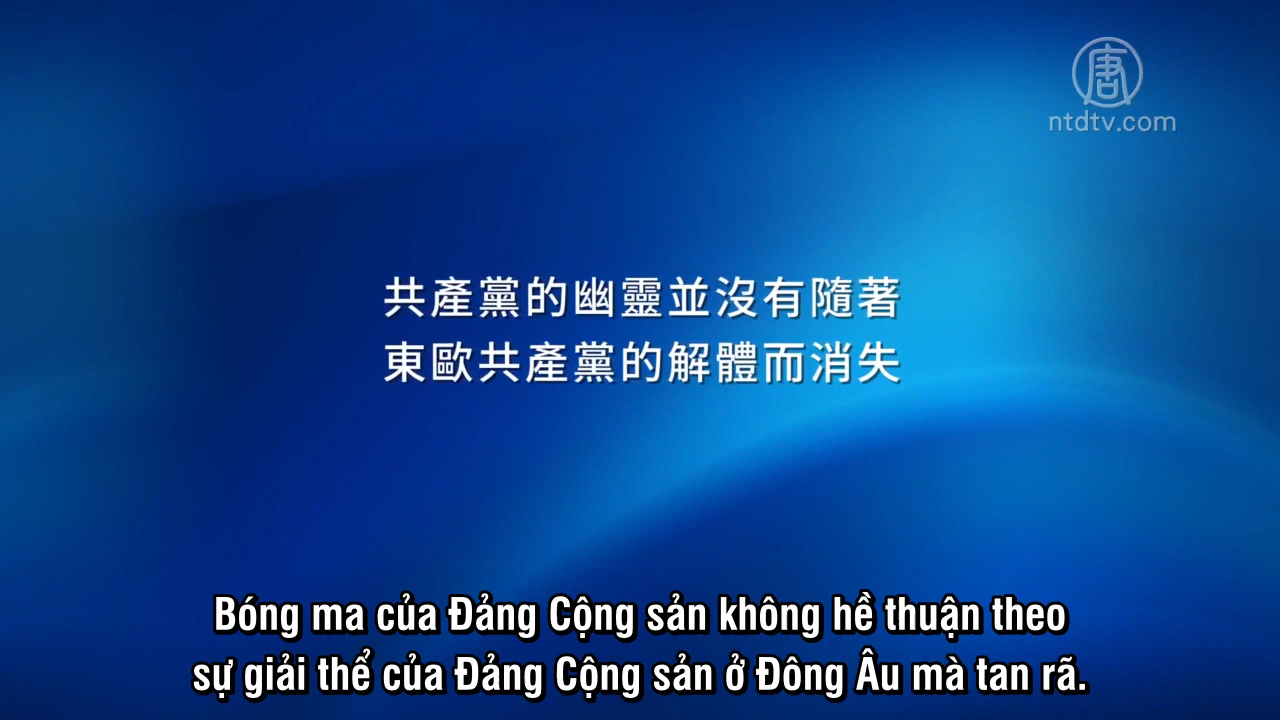 唐
ntdtv.com
共產黨的幽靈並沒有隨著
東歐共產黨的解體而消失
Bóng ma của Đảng Cộng sản không hề thuận theo
sự giải thể của Đảng Cộng sản ở Đông Âu mà tan rã.